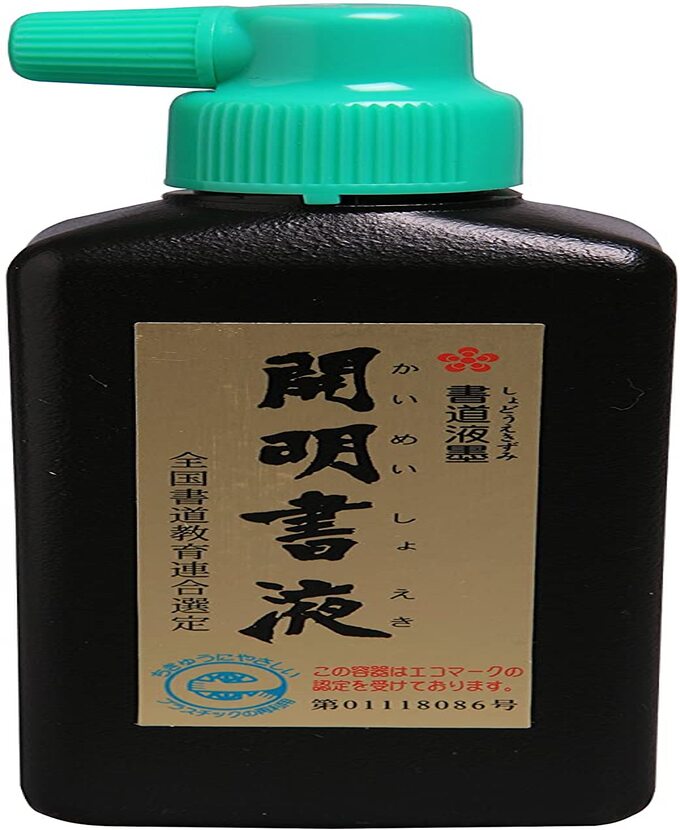 書道液墨
しょどうえきずみ
開明書液
かいめいしょえき
全国書道教育連合選定
ちきゅうにやさしい
プラスチックの再利用
この容器はエコマークの
認定を受けております。
第01118086号